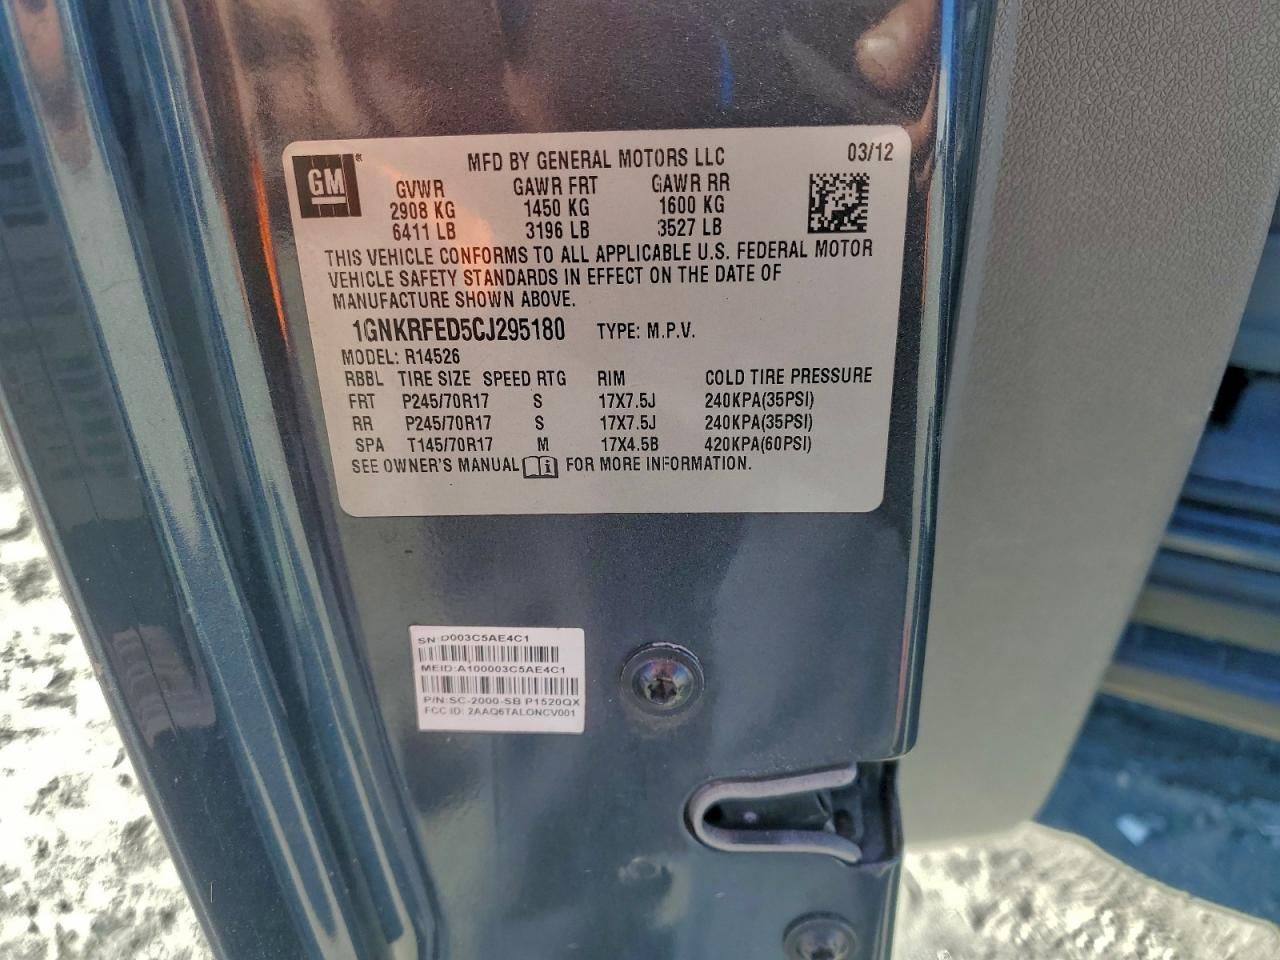 GM
MFD BY GENERAL MOTORS LLC 03/12
GVWR GAWR FRT GAWR RR
2908 KG 1450 KG 1600 KG
6411 LB 3196 LB 3527 LB
THIS VEHICLE CONFORMS TO ALL APPLICABLE U.S. FEDERAL MOTOR
VEHICLE SAFETY STANDARDS IN EFFECT ON THE DATE OF
MANUFACTURE SHOWN ABOVE.
1GNKRFED5CJ295180 TYPE: M.P.V.
MODEL: R14526
RBBL TIRE SIZE SPEED RTG RIM COLD TIRE PRESSURE
FRT P245/70R17 S 17X7.5J 240KPA(35PSI)
RR P245/70R17 S 17X7.5J 240KPA(35PSI)
SPA T145/70R17 M 17X4.5B 420KPA(60PSI)
SEE OWNER'S MANUAL FOR MORE INFORMATION.
SN:D003C5AE4C1
MEID:A100003C5AE4C1
P/N:SC-2000-SB P1520QX
FCC ID: 2AAQ6TALONCV001